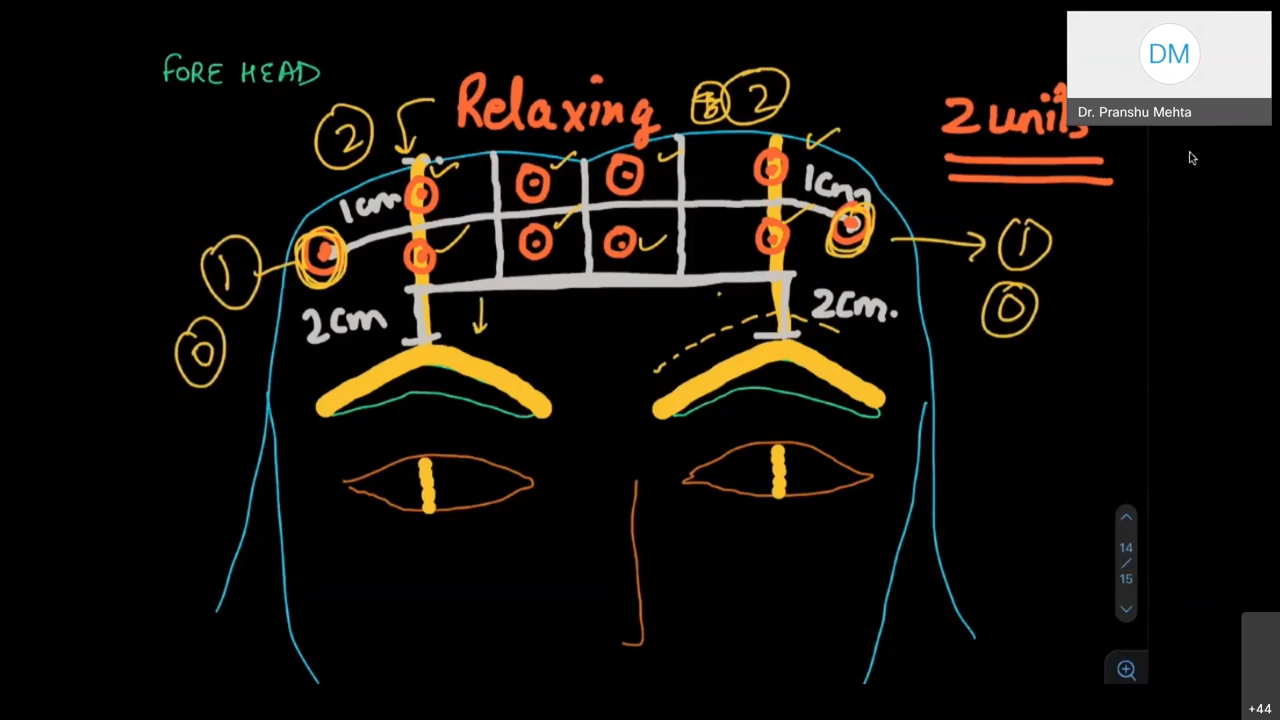 FORE HEAD
Relaxing
B 2
2
2 units
DM
Dr. Pranshu Mehta
1cm
1cm
1
0
2cm
2cm.
1
0
14
/
15
+44